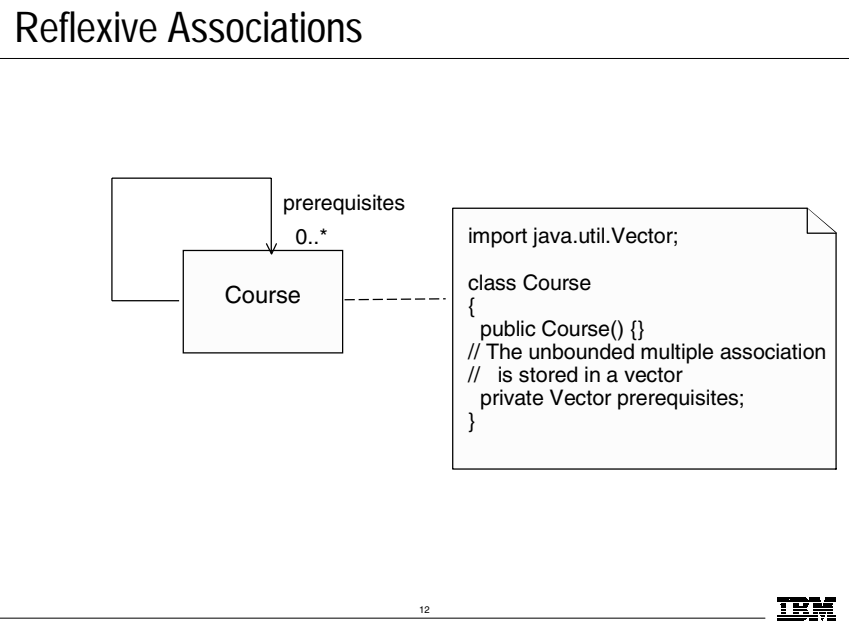 Reflexive Associations
prerequisites
0..*
Course
import java.util.Vector;
class Course
{
public Course() {}
// The unbounded multiple association
//   is stored in a vector
private Vector prerequisites;
}
12
IBM